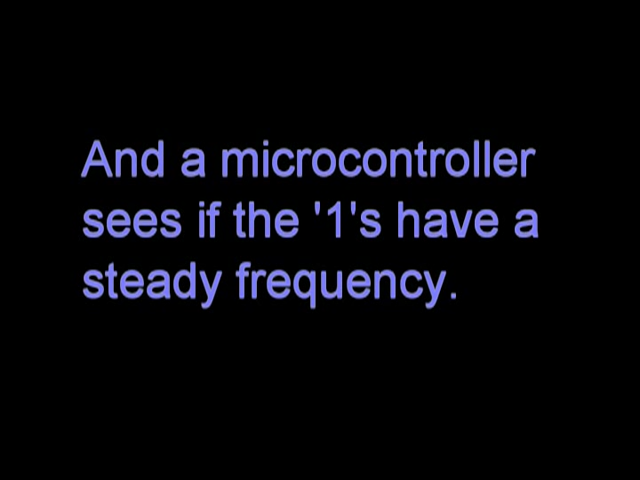 And a microcontroller
sees if the '1's have a
steady frequency.